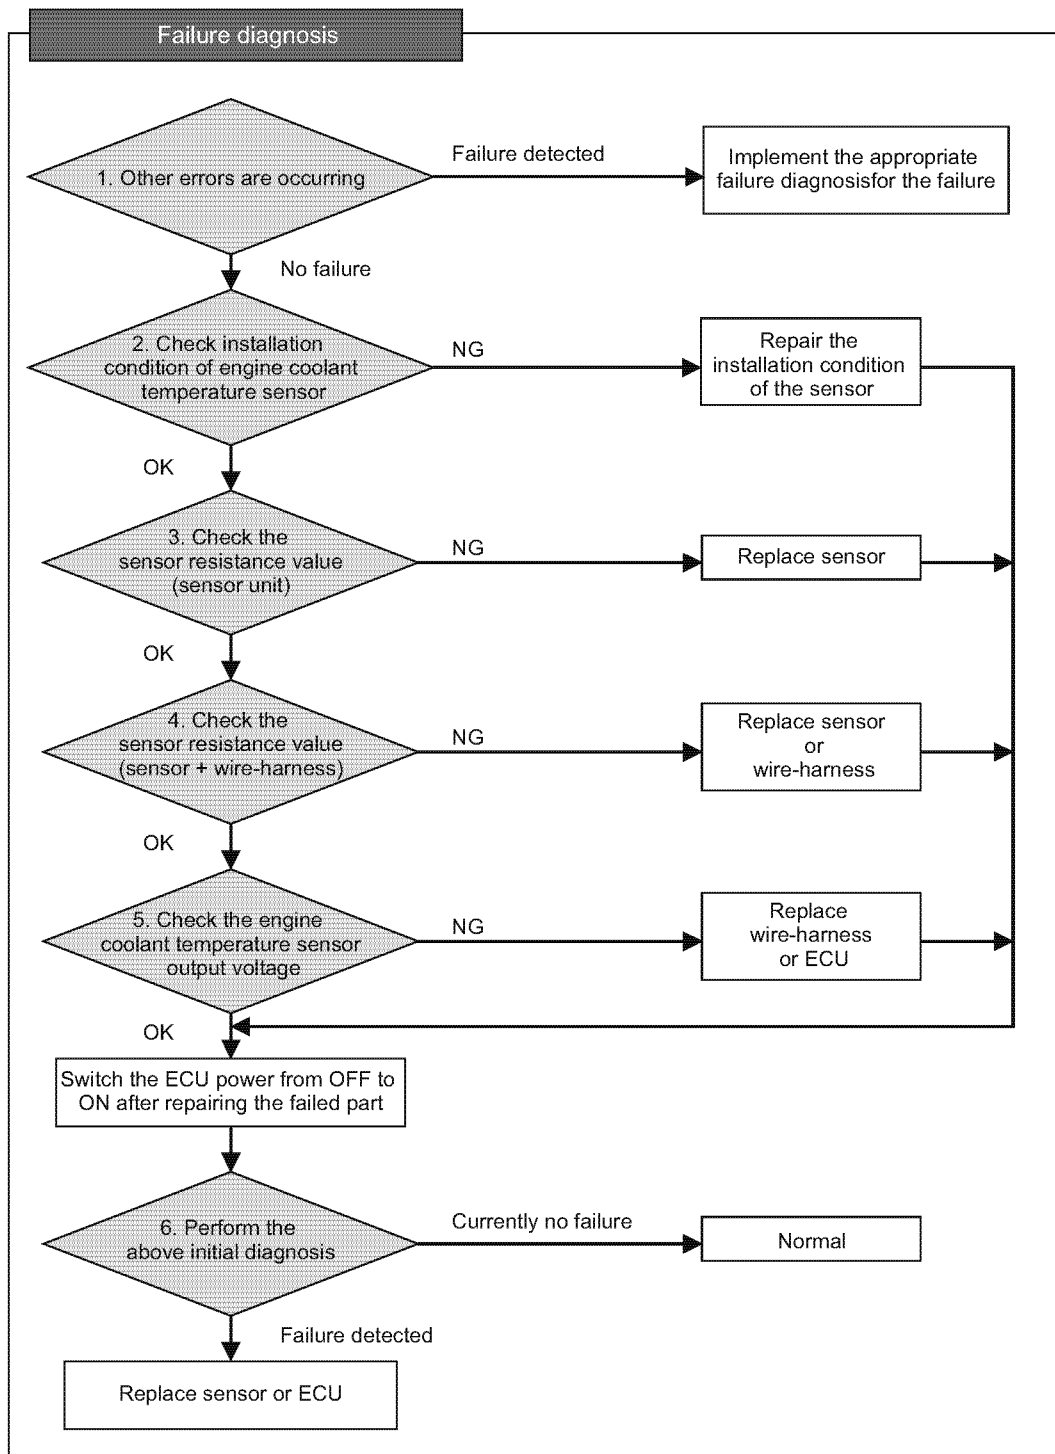 Failure diagnosis
1. Other errors are occurring
Failure detected
Implement the appropriate
failure diagnosisfor the failure
No failure
2. Check installation
condition of engine coolant
temperature sensor
NG
Repair the
installation condition
of the sensor
OK
3. Check the
sensor resistance value
(sensor unit)
NG
Replace sensor
OK
4. Check the
sensor resistance value
(sensor + wire-harness)
NG
Replace sensor
or
wire-harness
OK
5. Check the engine
coolant temperature sensor
output voltage
NG
Replace
wire-harness
or ECU
OK
Switch the ECU power from OFF to
ON after repairing the failed part
6. Perform the
above initial diagnosis
Currently no failure
Normal
Failure detected
Replace sensor or ECU